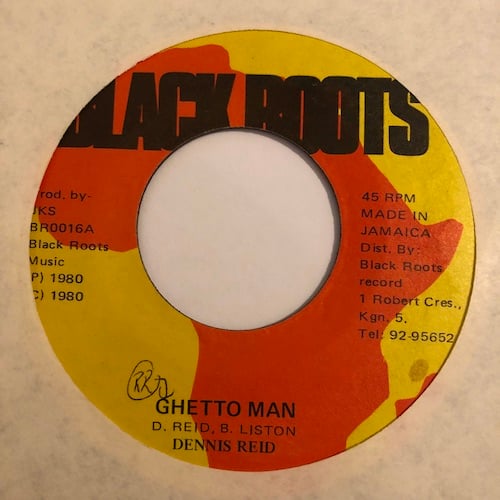 BLACK ROOTS
Prod. by-
JKS
BR0016A
Black Roots
Music
P) 1980
C) 1980
45 RPM
MADE IN
JAMAICA
Dist. By:
Black Roots
record
1 Robert Cres.,
Kgn. 5.
Tel: 92-95652
GHETTO MAN
D. REID, B. LISTON
DENNIS REID